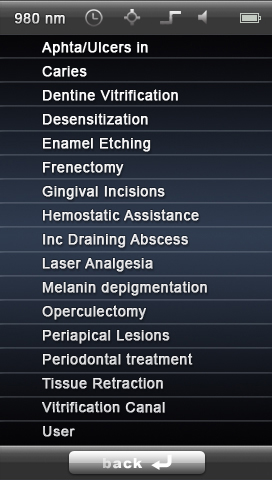 980 nm
Aphta/Ulcers in
Caries
Dentine Vitrification
Desensitization
Enamel Etching
Frenectomy
Gingival Incisions
Hemostatic Assistance
Inc Draining Abscess
Laser Analgesia
Melanin depigmentation
Operculectomy
Periapical Lesions
Periodontal treatment
Tissue Retraction
Vitrification Canal
User
back